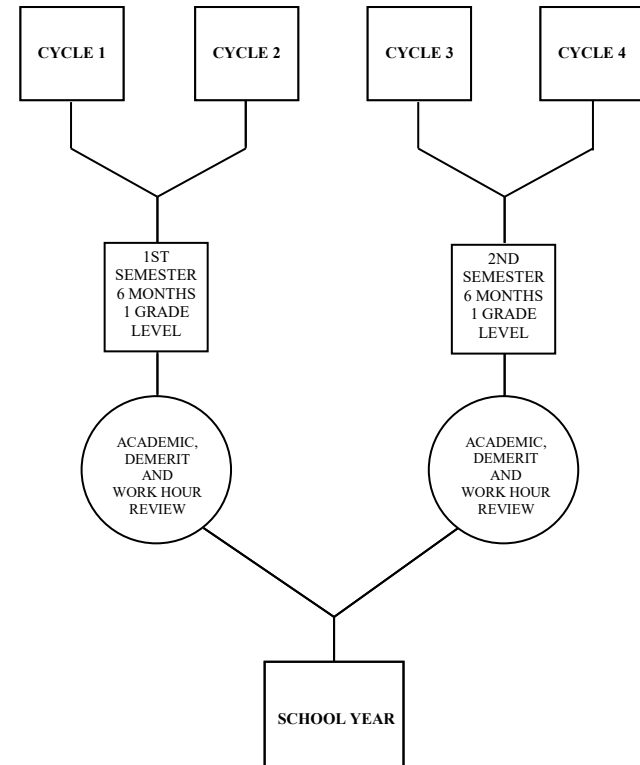 CYCLE 1
CYCLE 2
CYCLE 3
CYCLE 4
1ST
SEMESTER
6 MONTHS
1 GRADE
LEVEL
2ND
SEMESTER
6 MONTHS
1 GRADE
LEVEL
ACADEMIC,
DEMERIT
AND
WORK HOUR
REVIEW
ACADEMIC,
DEMERIT
AND
WORK HOUR
REVIEW
SCHOOL YEAR